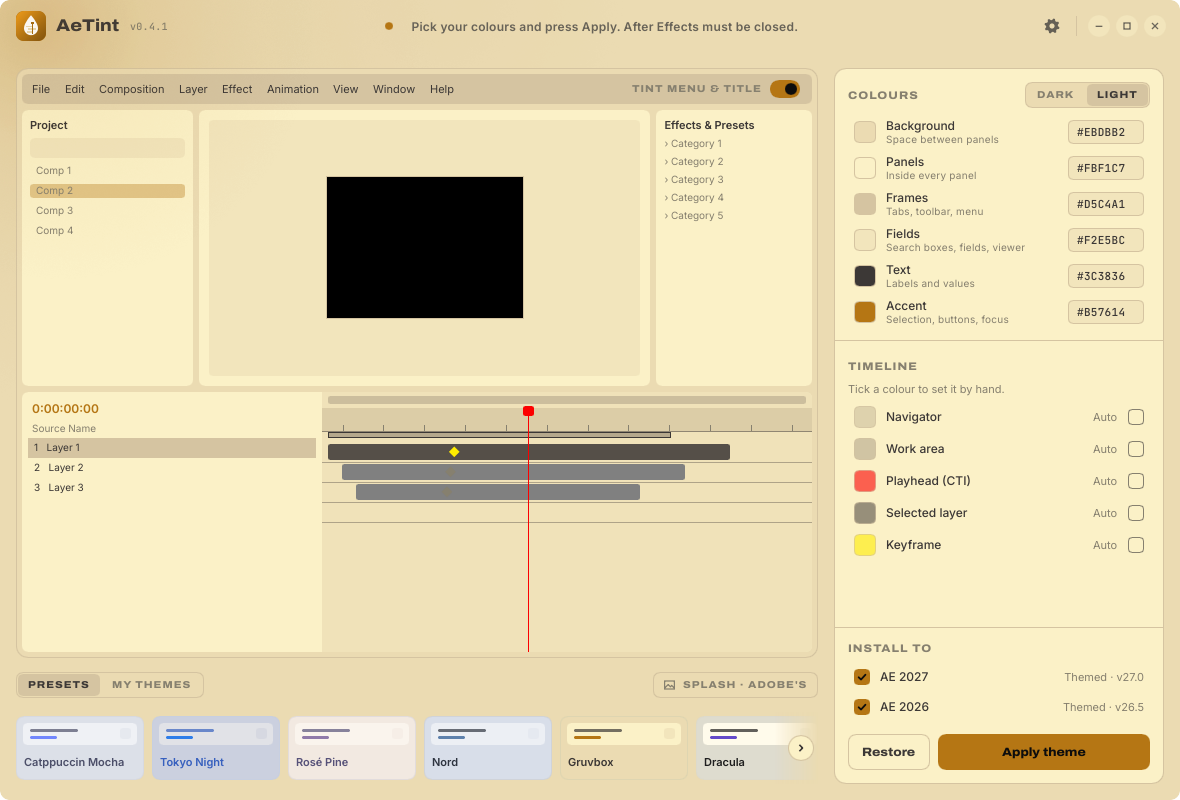 AeTint v0.4.1
Pick your colours and press Apply. After Effects must be closed.
File Edit Composition Layer Effect Animation View Window Help
TINT MENU & TITLE
Project
Comp 1
Comp 2
Comp 3
Comp 4
Effects & Presets
› Category 1
› Category 2
› Category 3
› Category 4
› Category 5
0:00:00:00
Source Name
1 Layer 1
2 Layer 2
3 Layer 3
PRESETS MY THEMES
SPLASH · ADOBE'S
Catppuccin Mocha
Tokyo Night
Rosé Pine
Nord
Gruvbox
Dracula
COLOURS
DARK LIGHT
Background
Space between panels
#EBDBB2
Panels
Inside every panel
#FBF1C7
Frames
Tabs, toolbar, menu
#D5C4A1
Fields
Search boxes, fields, viewer
#F2E5BC
Text
Labels and values
#3C3836
Accent
Selection, buttons, focus
#B57614
TIMELINE
Tick a colour to set it by hand.
Navigator Auto
Work area Auto
Playhead (CTI) Auto
Selected layer Auto
Keyframe Auto
INSTALL TO
AE 2027 Themed · v27.0
AE 2026 Themed · v26.5
Restore
Apply theme